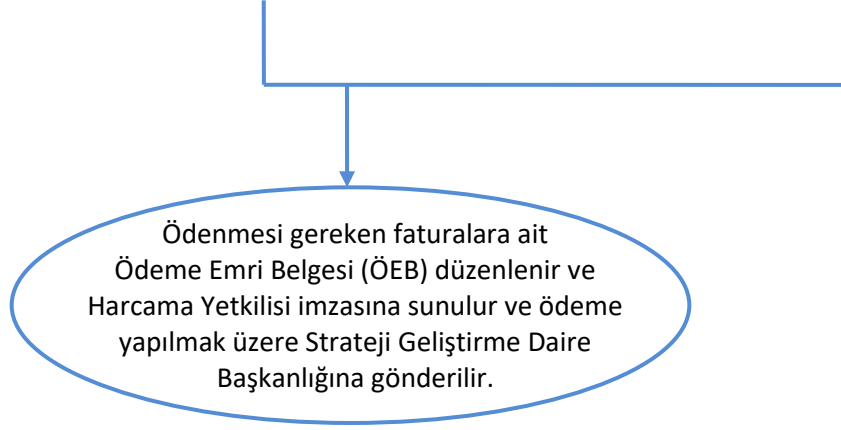 Ödenmesi gereken faturalara ait
Ödeme Emri Belgesi (ÖEB) düzenlenir ve
Harcama Yetkilisi imzasına sunulur ve ödeme
yapılmak üzere Strateji Geliştirme Daire
Başkanlığına gönderilir.